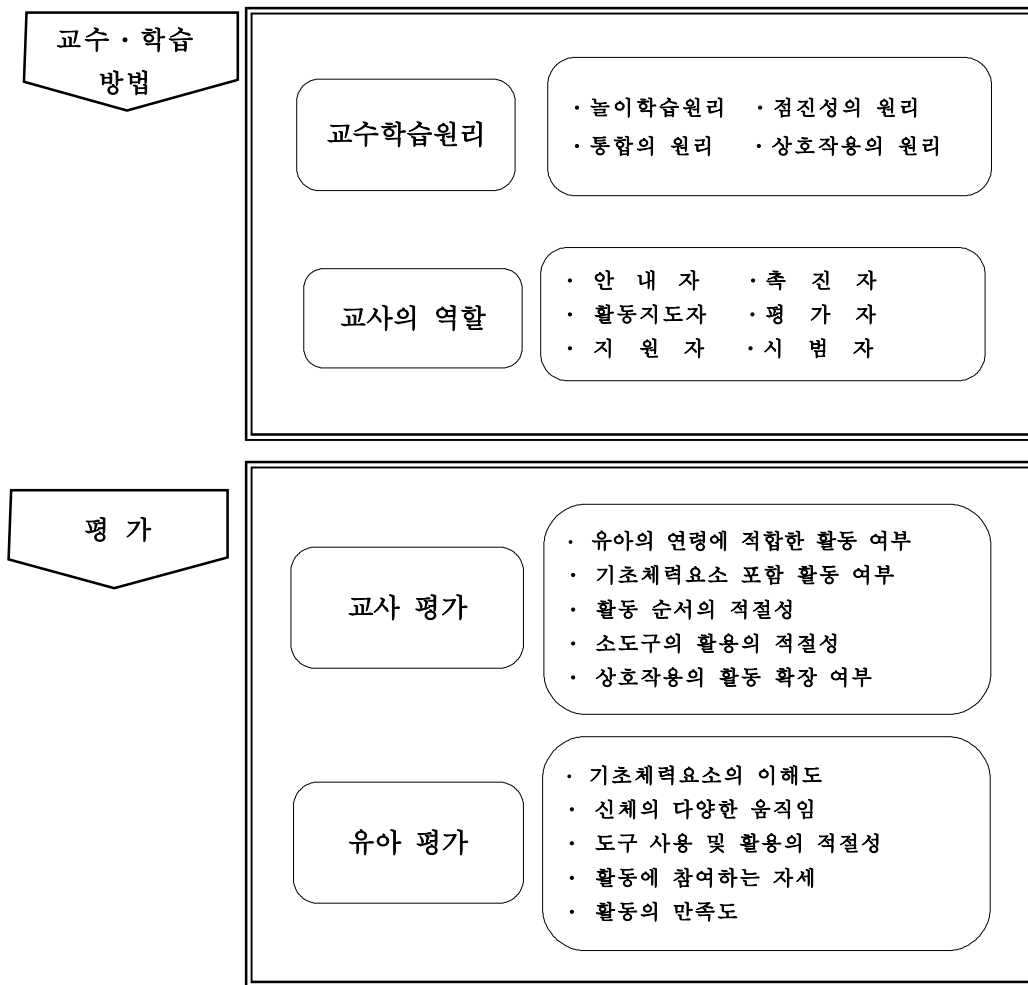 교수 · 학습
방법
교수학습원리
· 놀이학습원리 · 점진성의 원리
· 통합의 원리 · 상호작용의 원리
교사의 역할
· 안 내 자 · 촉 진 자
· 활동지도자 · 평 가 자
· 지 원 자 · 시 범 자
평 가
교사 평가
· 유아의 연령에 적합한 활동 여부
· 기초체력요소 포함 활동 여부
· 활동 순서의 적절성
· 소도구의 활용의 적절성
· 상호작용의 활동 확장 여부
유아 평가
· 기초체력요소의 이해도
· 신체의 다양한 움직임
· 도구 사용 및 활용의 적절성
· 활동에 참여하는 자세
· 활동의 만족도